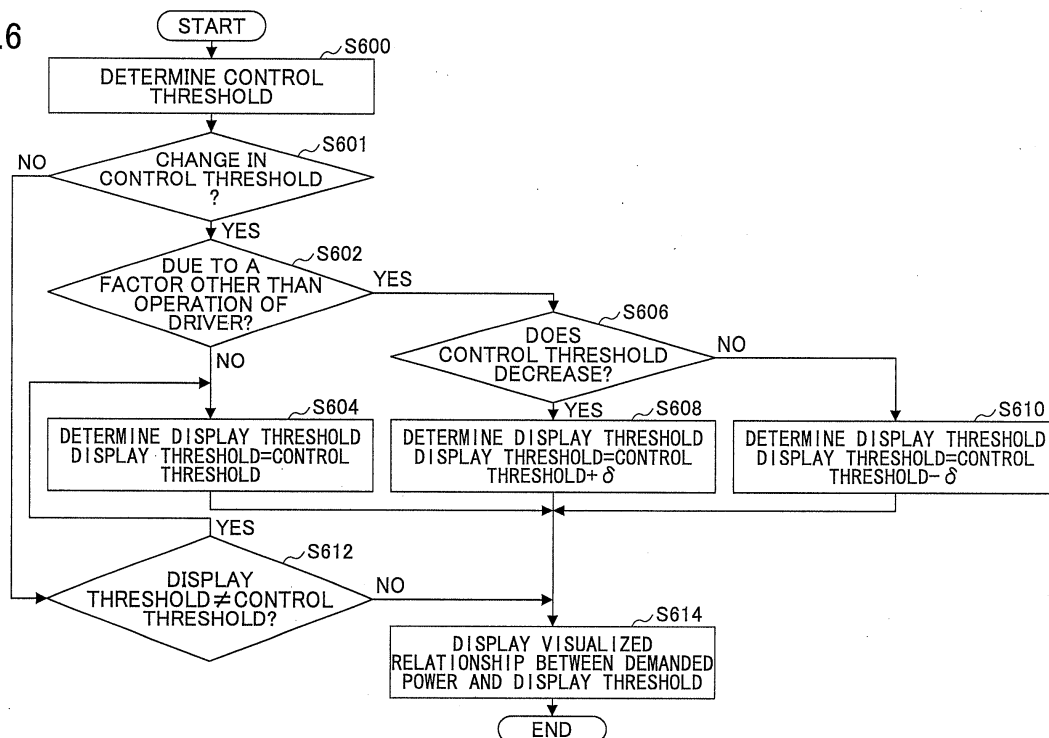 .6
START
S600
DETERMINE CONTROL
THRESHOLD
S601
NO
CHANGE IN
CONTROL THRESHOLD
?
YES
S602
DUE TO A
FACTOR OTHER THAN
OPERATION OF
DRIVER?
YES
NO
S606
DOES
CONTROL THRESHOLD
DECREASE?
NO
YES
S604
DETERMINE DISPLAY THRESHOLD
DISPLAY THRESHOLD=CONTROL
THRESHOLD
S608
DETERMINE DISPLAY THRESHOLD
DISPLAY THRESHOLD=CONTROL
THRESHOLD+δ
S610
DETERMINE DISPLAY THRESHOLD
DISPLAY THRESHOLD=CONTROL
THRESHOLD-δ
YES
S612
DISPLAY
THRESHOLD≠CONTROL
THRESHOLD?
NO
S614
DISPLAY VISUALIZED
RELATIONSHIP BETWEEN DEMANDED
POWER AND DISPLAY THRESHOLD
END